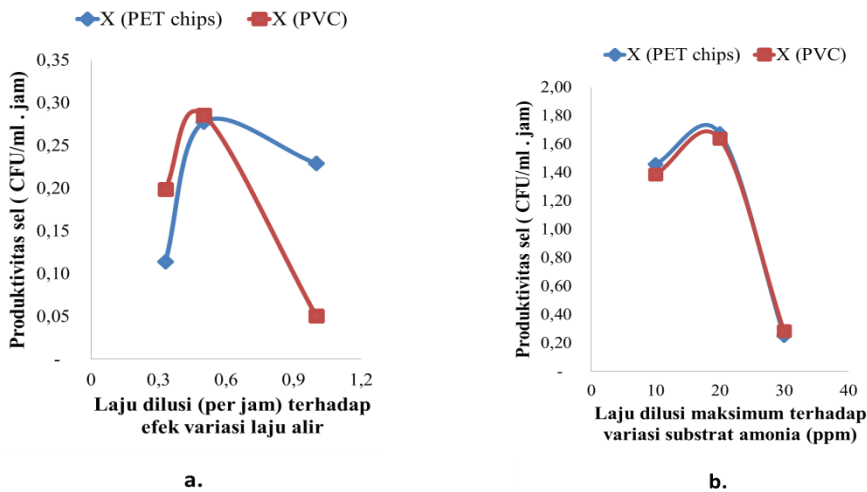 X (PET chips) X (PVC)
0,35
0,30
0,25
0,20
0,15
0,10
0,05
-
Produktivitas sel ( CFU/ml . jam)
0 0,3 0,6 0,9 1,2
Laju dilusi (per jam) terhadap
efek variasi laju alir
a.
X (PET chips) X (PVC)
2,00
1,80
1,60
1,40
1,20
1,00
0,80
0,60
0,40
0,20
-
Produktivitas sel ( CFU/ml . jam)
0 10 20 30 40
Laju dilusi maksimum terhadap
variasi substrat amonia (ppm)
b.